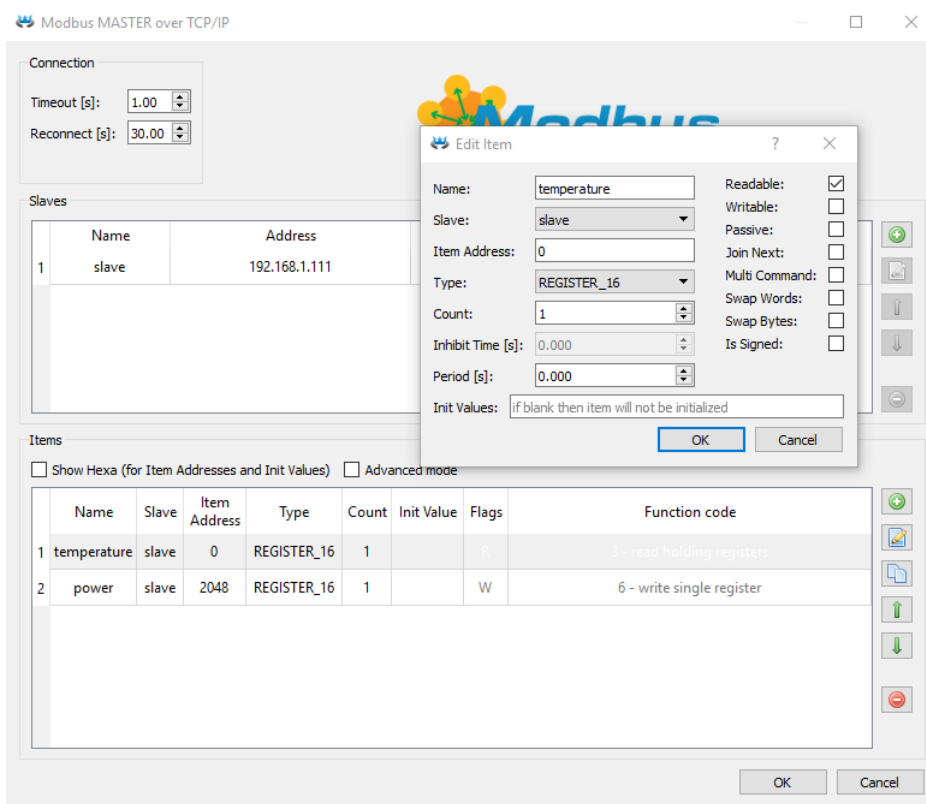 Modbus MASTER over TCP/IP
Connection
Timeout [s]: 1.00
Reconnect [s]: 30.00
Modbus
Slaves
Name Address
1 slave 192.168.1.111
Edit Item ?
Name: temperature
Slave: slave
Item Address: 0
Type: REGISTER_16
Count: 1
Inhibit Time [s]: 0.000
Period [s]: 0.000
Init Values: if blank then item will not be initialized
Readable:
Writable:
Passive:
Join Next:
Multi Command:
Swap Words:
Swap Bytes:
Is Signed:
OK Cancel
Items
Show Hexa (for Item Addresses and Init Values) Advanced mode
Name Slave Item Address Type Count Init Value Flags Function code
1 temperature slave 0 REGISTER_16 1 R 3 - read holding registers
2 power slave 2048 REGISTER_16 1 W 6 - write single register
OK Cancel